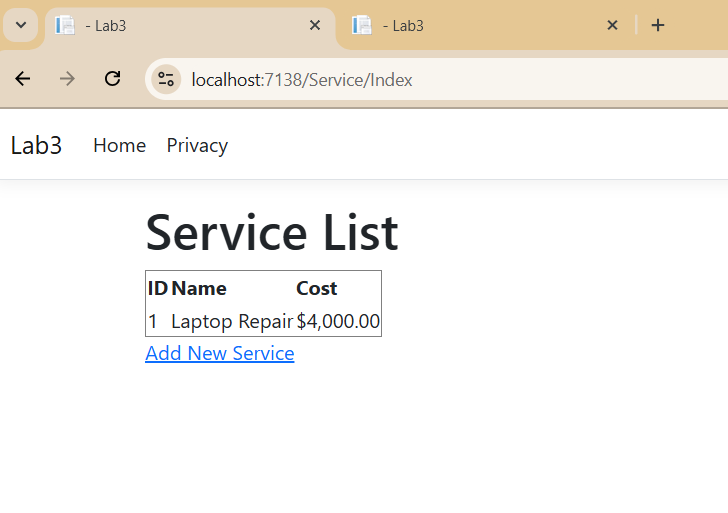 - Lab3
- Lab3
localhost:7138/Service/Index
Lab3 Home Privacy
Service List
ID Name Cost
1 Laptop Repair $4,000.00
Add New Service